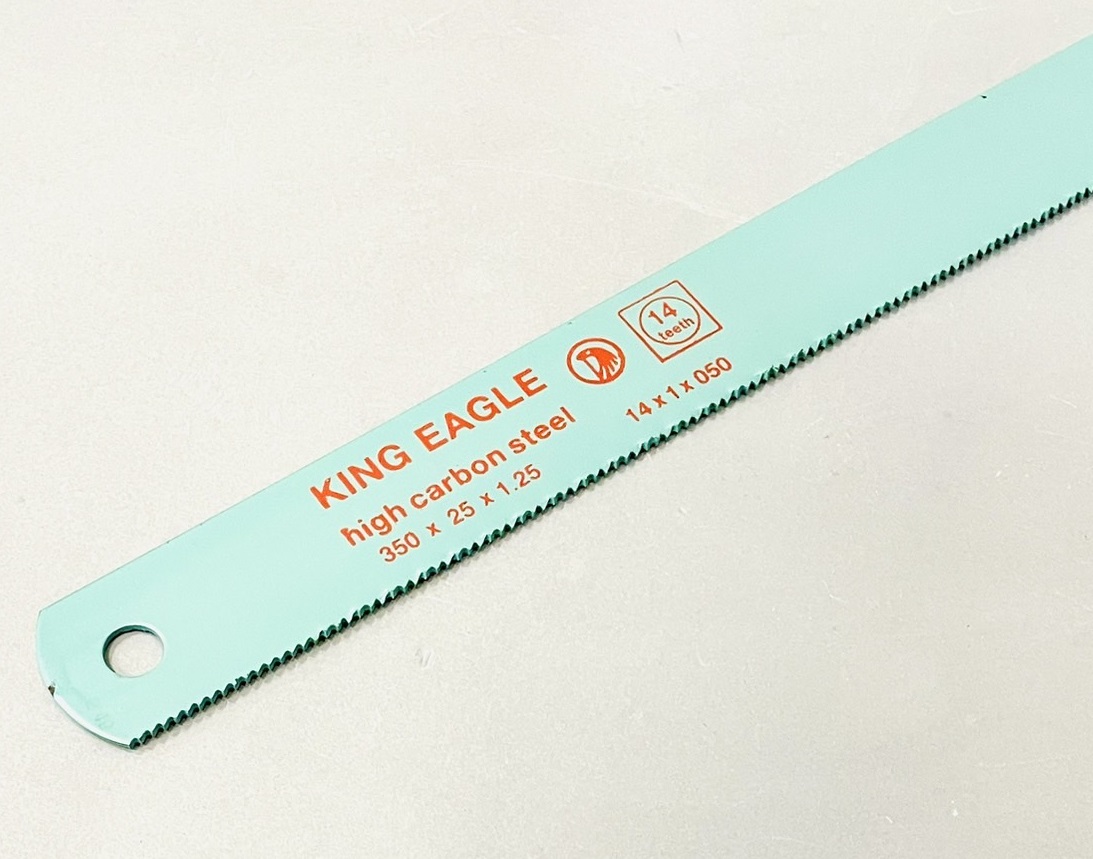 KING EAGLE
high carbon steel
350 x 25 x 1.25
14
teeth
14 x 1 x 050